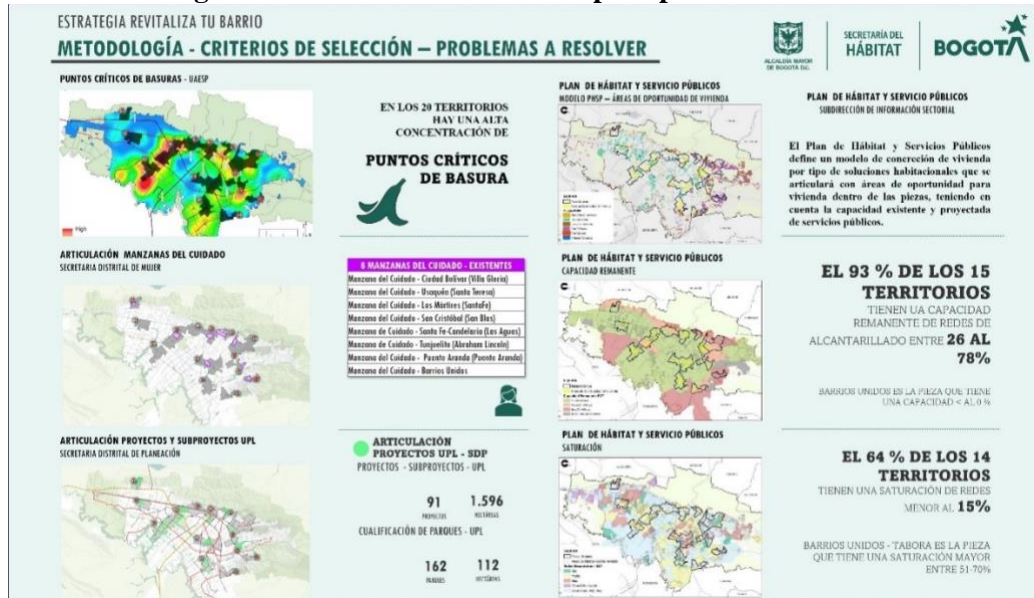 ESTRATEGIA REVITALIZA TU BARRIO
METODOLOGÍA - CRITERIOS DE SELECCIÓN – PROBLEMAS A RESOLVER
ALCALDÍA MAYOR
DE BOGOTÁ D.C.
SECRETARÍA DEL
HÁBITAT
BOGOTÁ
PUNTOS CRÍTICOS DE BASURAS - UAESP
High
EN LOS 20 TERRITORIOS
HAY UNA ALTA
CONCENTRACIÓN DE
PUNTOS CRÍTICOS
DE BASURA
ARTICULACIÓN MANZANAS DEL CUIDADO
SECRETARIA DISTRITAL DE MUJER
8 MANZANAS DEL CUIDADO - EXISTENTES
Manzana del Cuidado - Ciudad Bolívar (Villa Gloria)
Manzana del Cuidado - Usaquén (Santa Teresa)
Manzana del Cuidado - Los Mártires (SantaFe)
Manzana del Cuidado - San Cristóbal (San Blas)
Manzana de Cuidado - Santa Fe-Candelaria (Las Aguas)
Manzana del Cuidado - Tunjuelito (Abraham Lincoln)
Manzana del Cuidado - Puente Aranda (Puente Aranda)
Manzana del Cuidado - Barrios Unidos
ARTICULACIÓN PROYECTOS Y SUBPROYECTOS UPL
SECRETARÍA DISTRITAL DE PLANEACIÓN
ARTICULACIÓN
PROYECTOS UPL - SDP
PROYECTOS - SUBPROYECTOS - UPL
91 1.596
PROYECTOS HECTÁREAS
CUALIFICACIÓN DE PARQUES - UPL
162 112
PARQUES HECTÁREAS
PLAN DE HÁBITAT Y SERVICIO PÚBLICOS
MODELO PHSP – ÁREAS DE OPORTUNIDAD DE VIVIENDA
PLAN DE HÁBITAT Y SERVICIO PÚBLICOS
SUBDIRECCIÓN DE INFORMACIÓN SECTORIAL
El Plan de Hábitat y Servicios Públicos
define un modelo de concreción de vivienda
por tipo de soluciones habitacionales que se
articulará con áreas de oportunidad para
vivienda dentro de las piezas, teniendo en
cuenta la capacidad existente y proyectada
de servicios públicos.
PLAN DE HÁBITAT Y SERVICIO PÚBLICOS
CAPACIDAD REMANENTE
EL 93 % DE LOS 15
TERRITORIOS
TIENEN UA CAPACIDAD
REMANENTE DE REDES DE
ALCANTARILLADO ENTRE 26 AL
78%
BARRIOS UNIDOS ES LA PIEZA QUE TIENE
UNA CAPACIDAD < AL 0 %
PLAN DE HÁBITAT Y SERVICIO PÚBLICOS
SATURACIÓN
EL 64 % DE LOS 14
TERRITORIOS
TIENEN UNA SATURACIÓN DE REDES
MENOR AL 15%
BARRIOS UNIDOS - TABORA ES LA PIEZA
QUE TIENE UNA SATURACIÓN MAYOR
ENTRE 51-70%